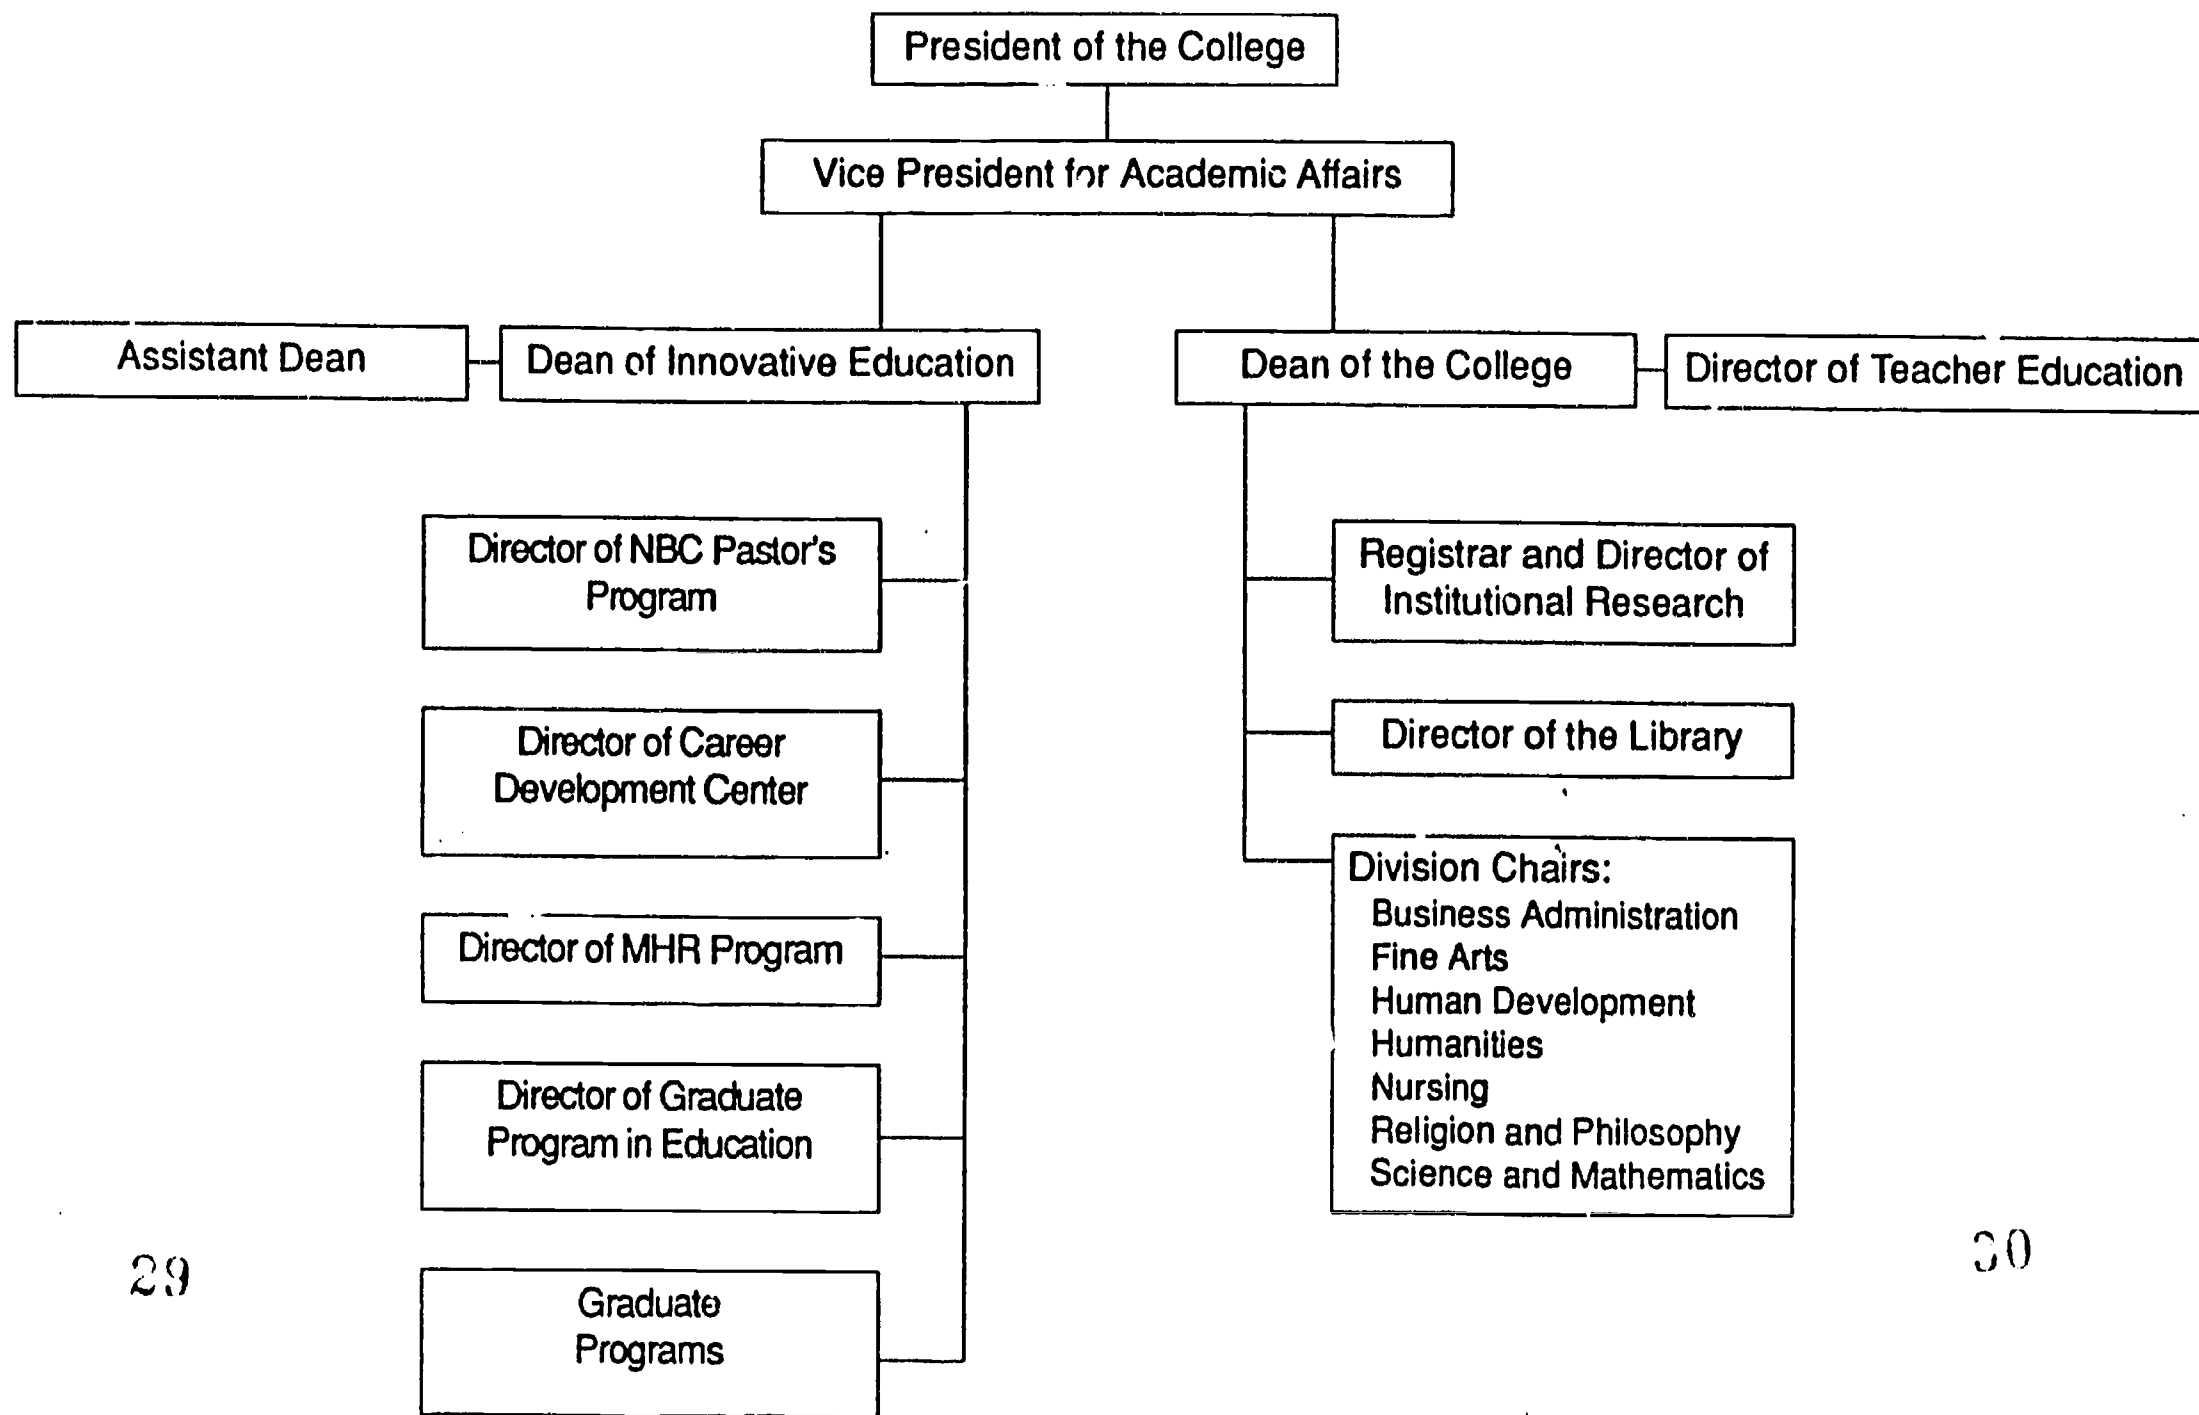 President of the College
Vice President for Academic Affairs
Assistant Dean
Dean of Innovative Education
Dean of the College
Director of Teacher Education
Director of NBC Pastor's
Program
Director of Career
Development Center
Director of MHR Program
Director of Graduate
Program in Education
Graduate
Programs
Registrar and Director of
Institutional Research
Director of the Library
Division Chairs:
Business Administration
Fine Arts
Human Development
Humanities
Nursing
Religion and Philosophy
Science and Mathematics
29
30